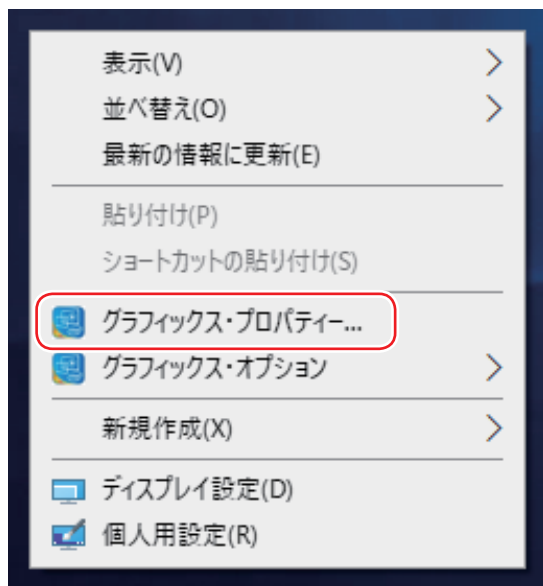 表示(V)
並べ替え(O)
最新の情報に更新(E)
貼り付け(P)
ショートカットの貼り付け(S)
グラフィックス・プロパティー...
グラフィックス・オプション
新規作成(X)
ディスプレイ設定(D)
個人用設定(R)